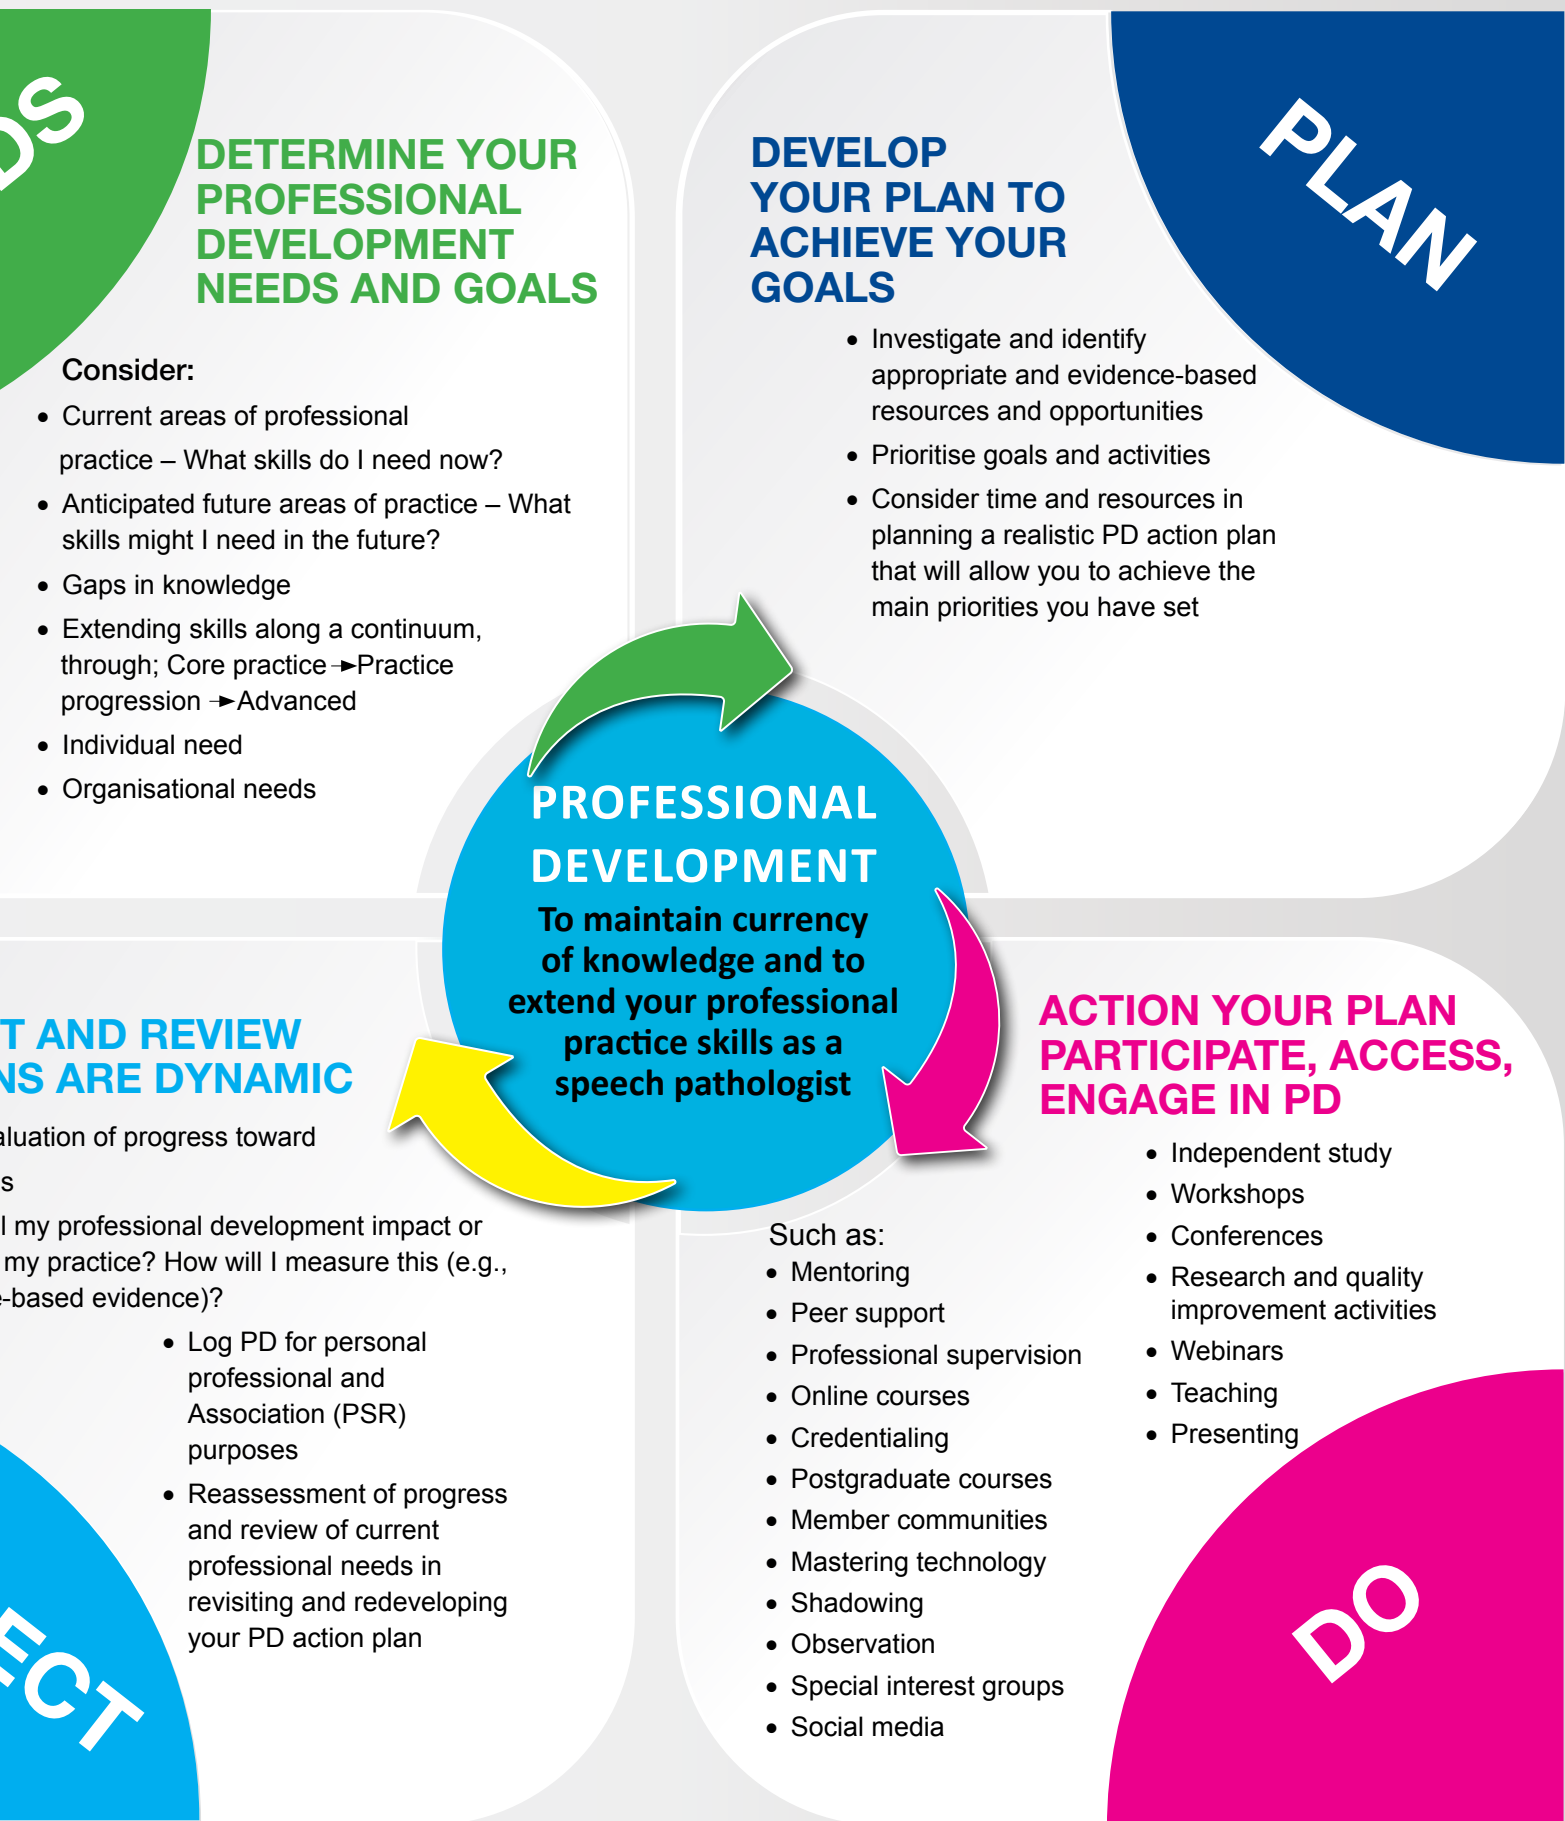 DETERMINE YOUR
PROFESSIONAL
DEVELOPMENT
NEEDS AND GOALS
Consider:
• Current areas of professional
practice – What skills do I need now?
• Anticipated future areas of practice – What
skills might I need in the future?
• Gaps in knowledge
• Extending skills along a continuum,
through; Core practice →Practice
progression →Advanced
• Individual need
• Organisational needs
PLAN
DEVELOP
YOUR PLAN TO
ACHIEVE YOUR
GOALS
• Investigate and identify
appropriate and evidence-based
resources and opportunities
• Prioritise goals and activities
• Consider time and resources in
planning a realistic PD action plan
that will allow you to achieve the
main priorities you have set
PROFESSIONAL
DEVELOPMENT
To maintain currency
of knowledge and to
extend your professional
practice skills as a
speech pathologist
AND REVIEW
ARE DYNAMIC
of progress toward
my professional development impact or
my practice? How will I measure this (e.g.,
-based evidence)?
• Log PD for personal
professional and
Association (PSR)
purposes
• Reassessment of progress
and review of current
professional needs in
revisiting and redeveloping
your PD action plan
ACTION YOUR PLAN
PARTICIPATE, ACCESS,
ENGAGE IN PD
Such as:
• Mentoring
• Peer support
• Professional supervision
• Online courses
• Credentialing
• Postgraduate courses
• Member communities
• Mastering technology
• Shadowing
• Observation
• Special interest groups
• Social media
• Independent study
• Workshops
• Conferences
• Research and quality
improvement activities
• Webinars
• Teaching
• Presenting
DO